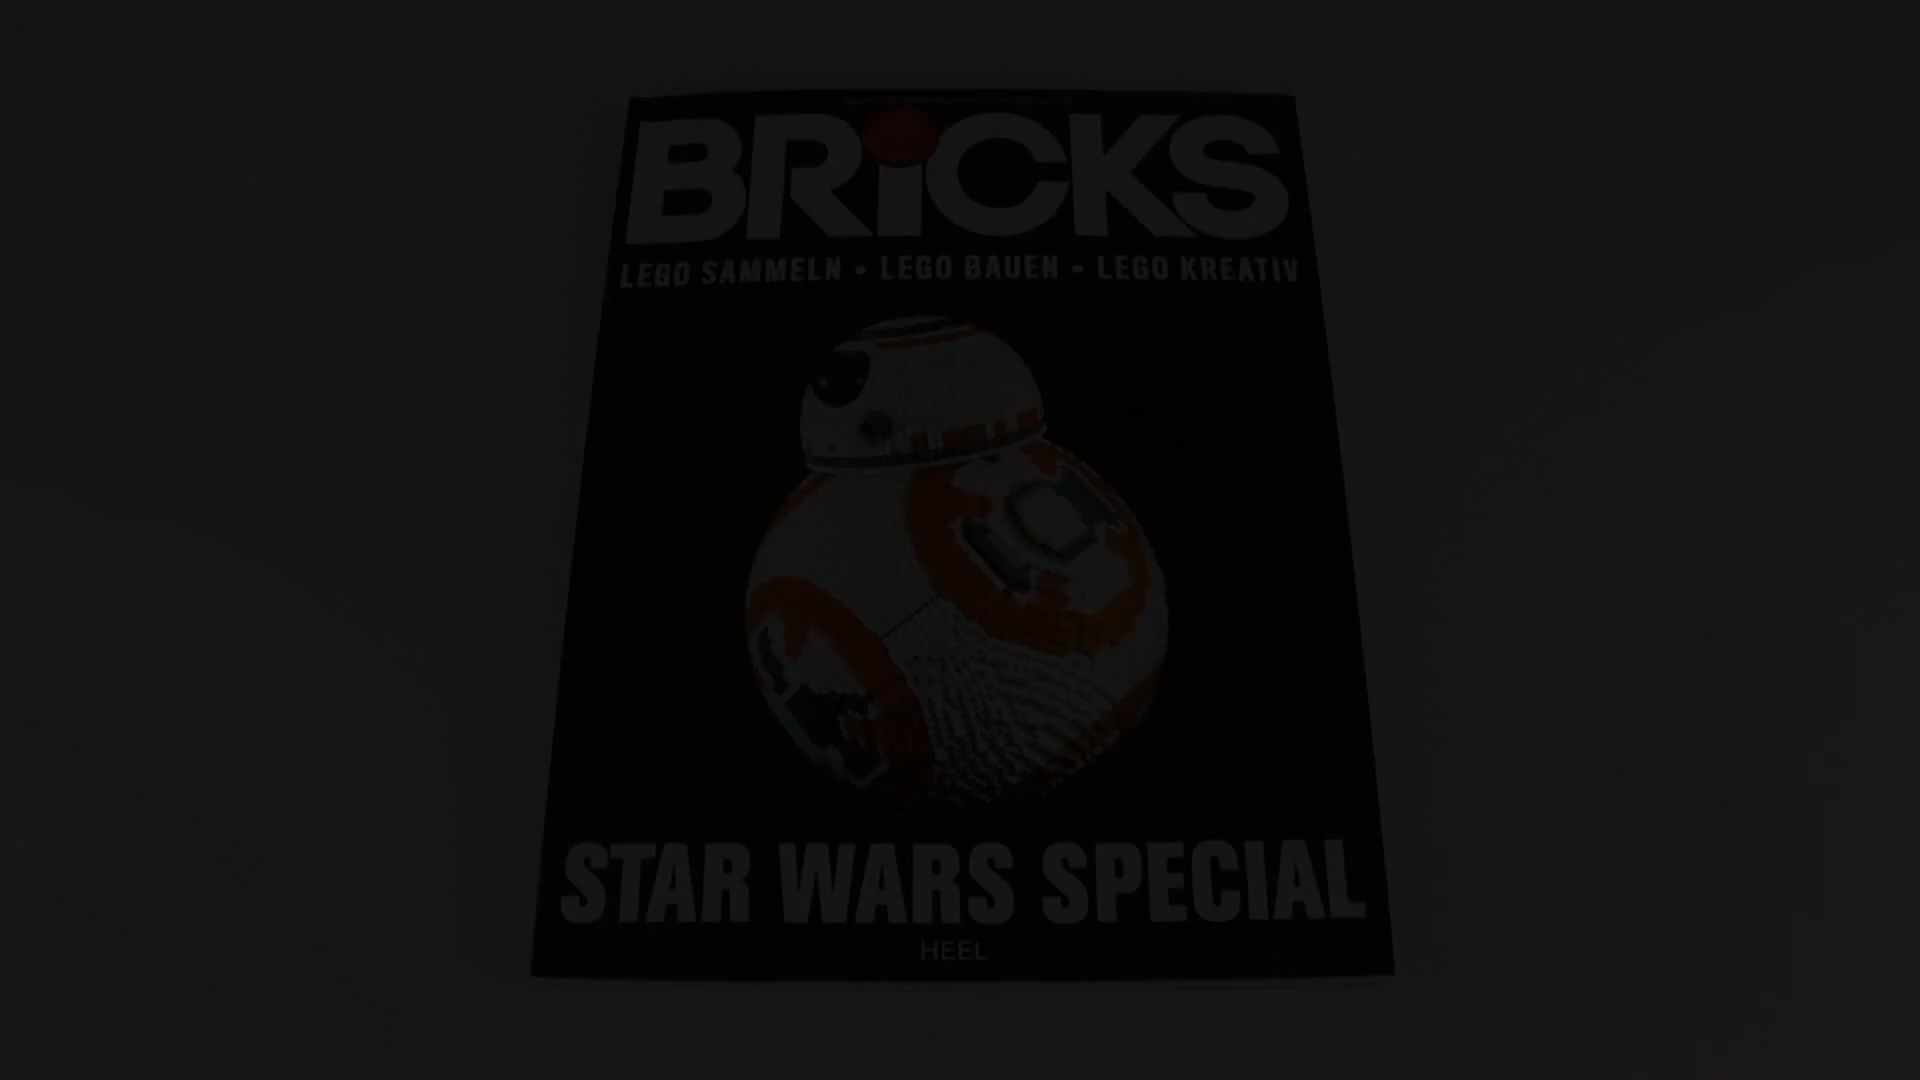 BRiCKS
LEGO SAMMELN • LEGO BAUEN • LEGO KREATIV
STAR WARS SPECIAL
HEEL